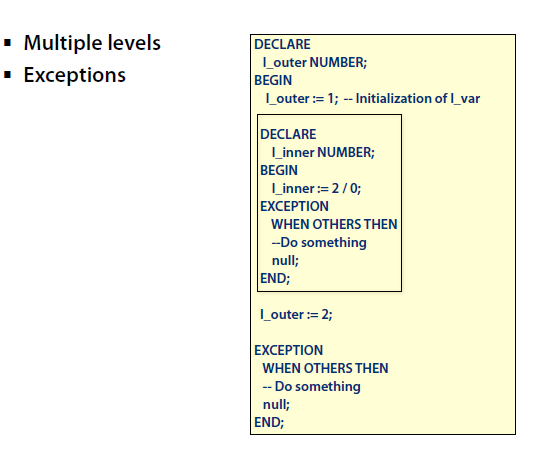 ▪ Multiple levels
▪ Exceptions
DECLARE
l_outer NUMBER;
BEGIN
l_outer := 1; -- Initialization of l_var
DECLARE
l_inner NUMBER;
BEGIN
l_inner := 2 / 0;
EXCEPTION
WHEN OTHERS THEN
--Do something
null;
END;
l_outer := 2;
EXCEPTION
WHEN OTHERS THEN
-- Do something
null;
END;